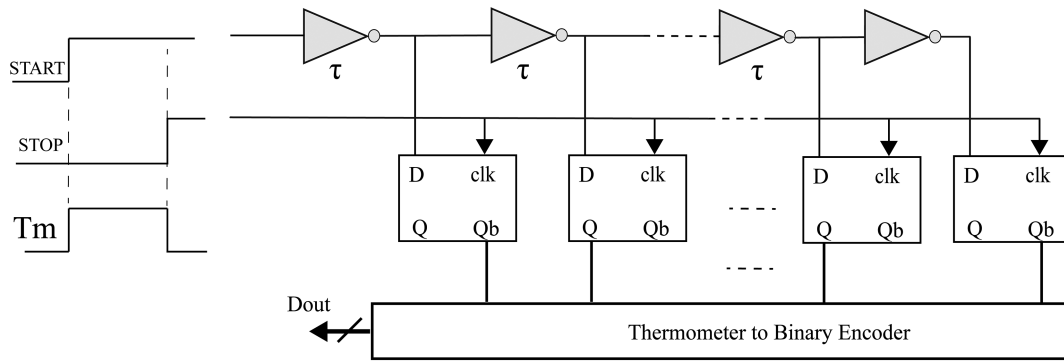 START
τ
τ
τ
STOP
D clk
D clk
D clk
D clk
Tm
Q Qb
Q Qb
Q Qb
Q Qb
Dout
Thermometer to Binary Encoder